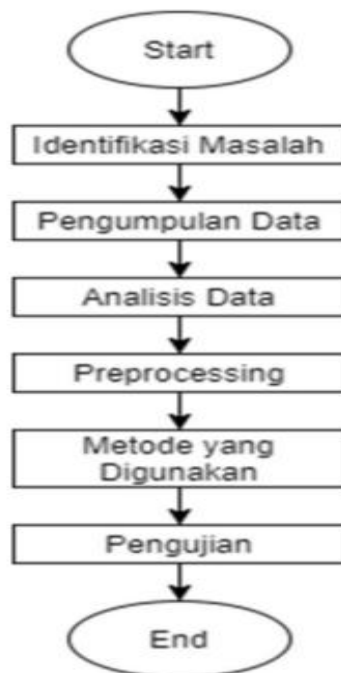 Start
Identifikasi Masalah
Pengumpulan Data
Analisis Data
Preprocessing
Metode yang
Digunakan
Pengujian
End